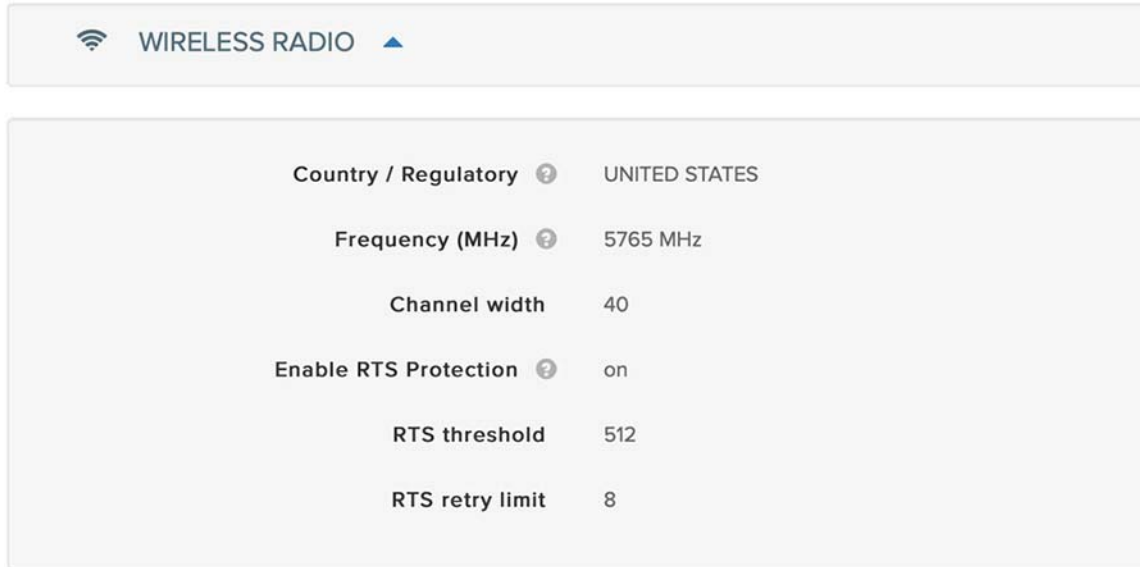 WIRELESS RADIO
Country / Regulatory ? UNITED STATES
Frequency (MHz) ? 5765 MHz
Channel width 40
Enable RTS Protection ? on
RTS threshold 512
RTS retry limit 8